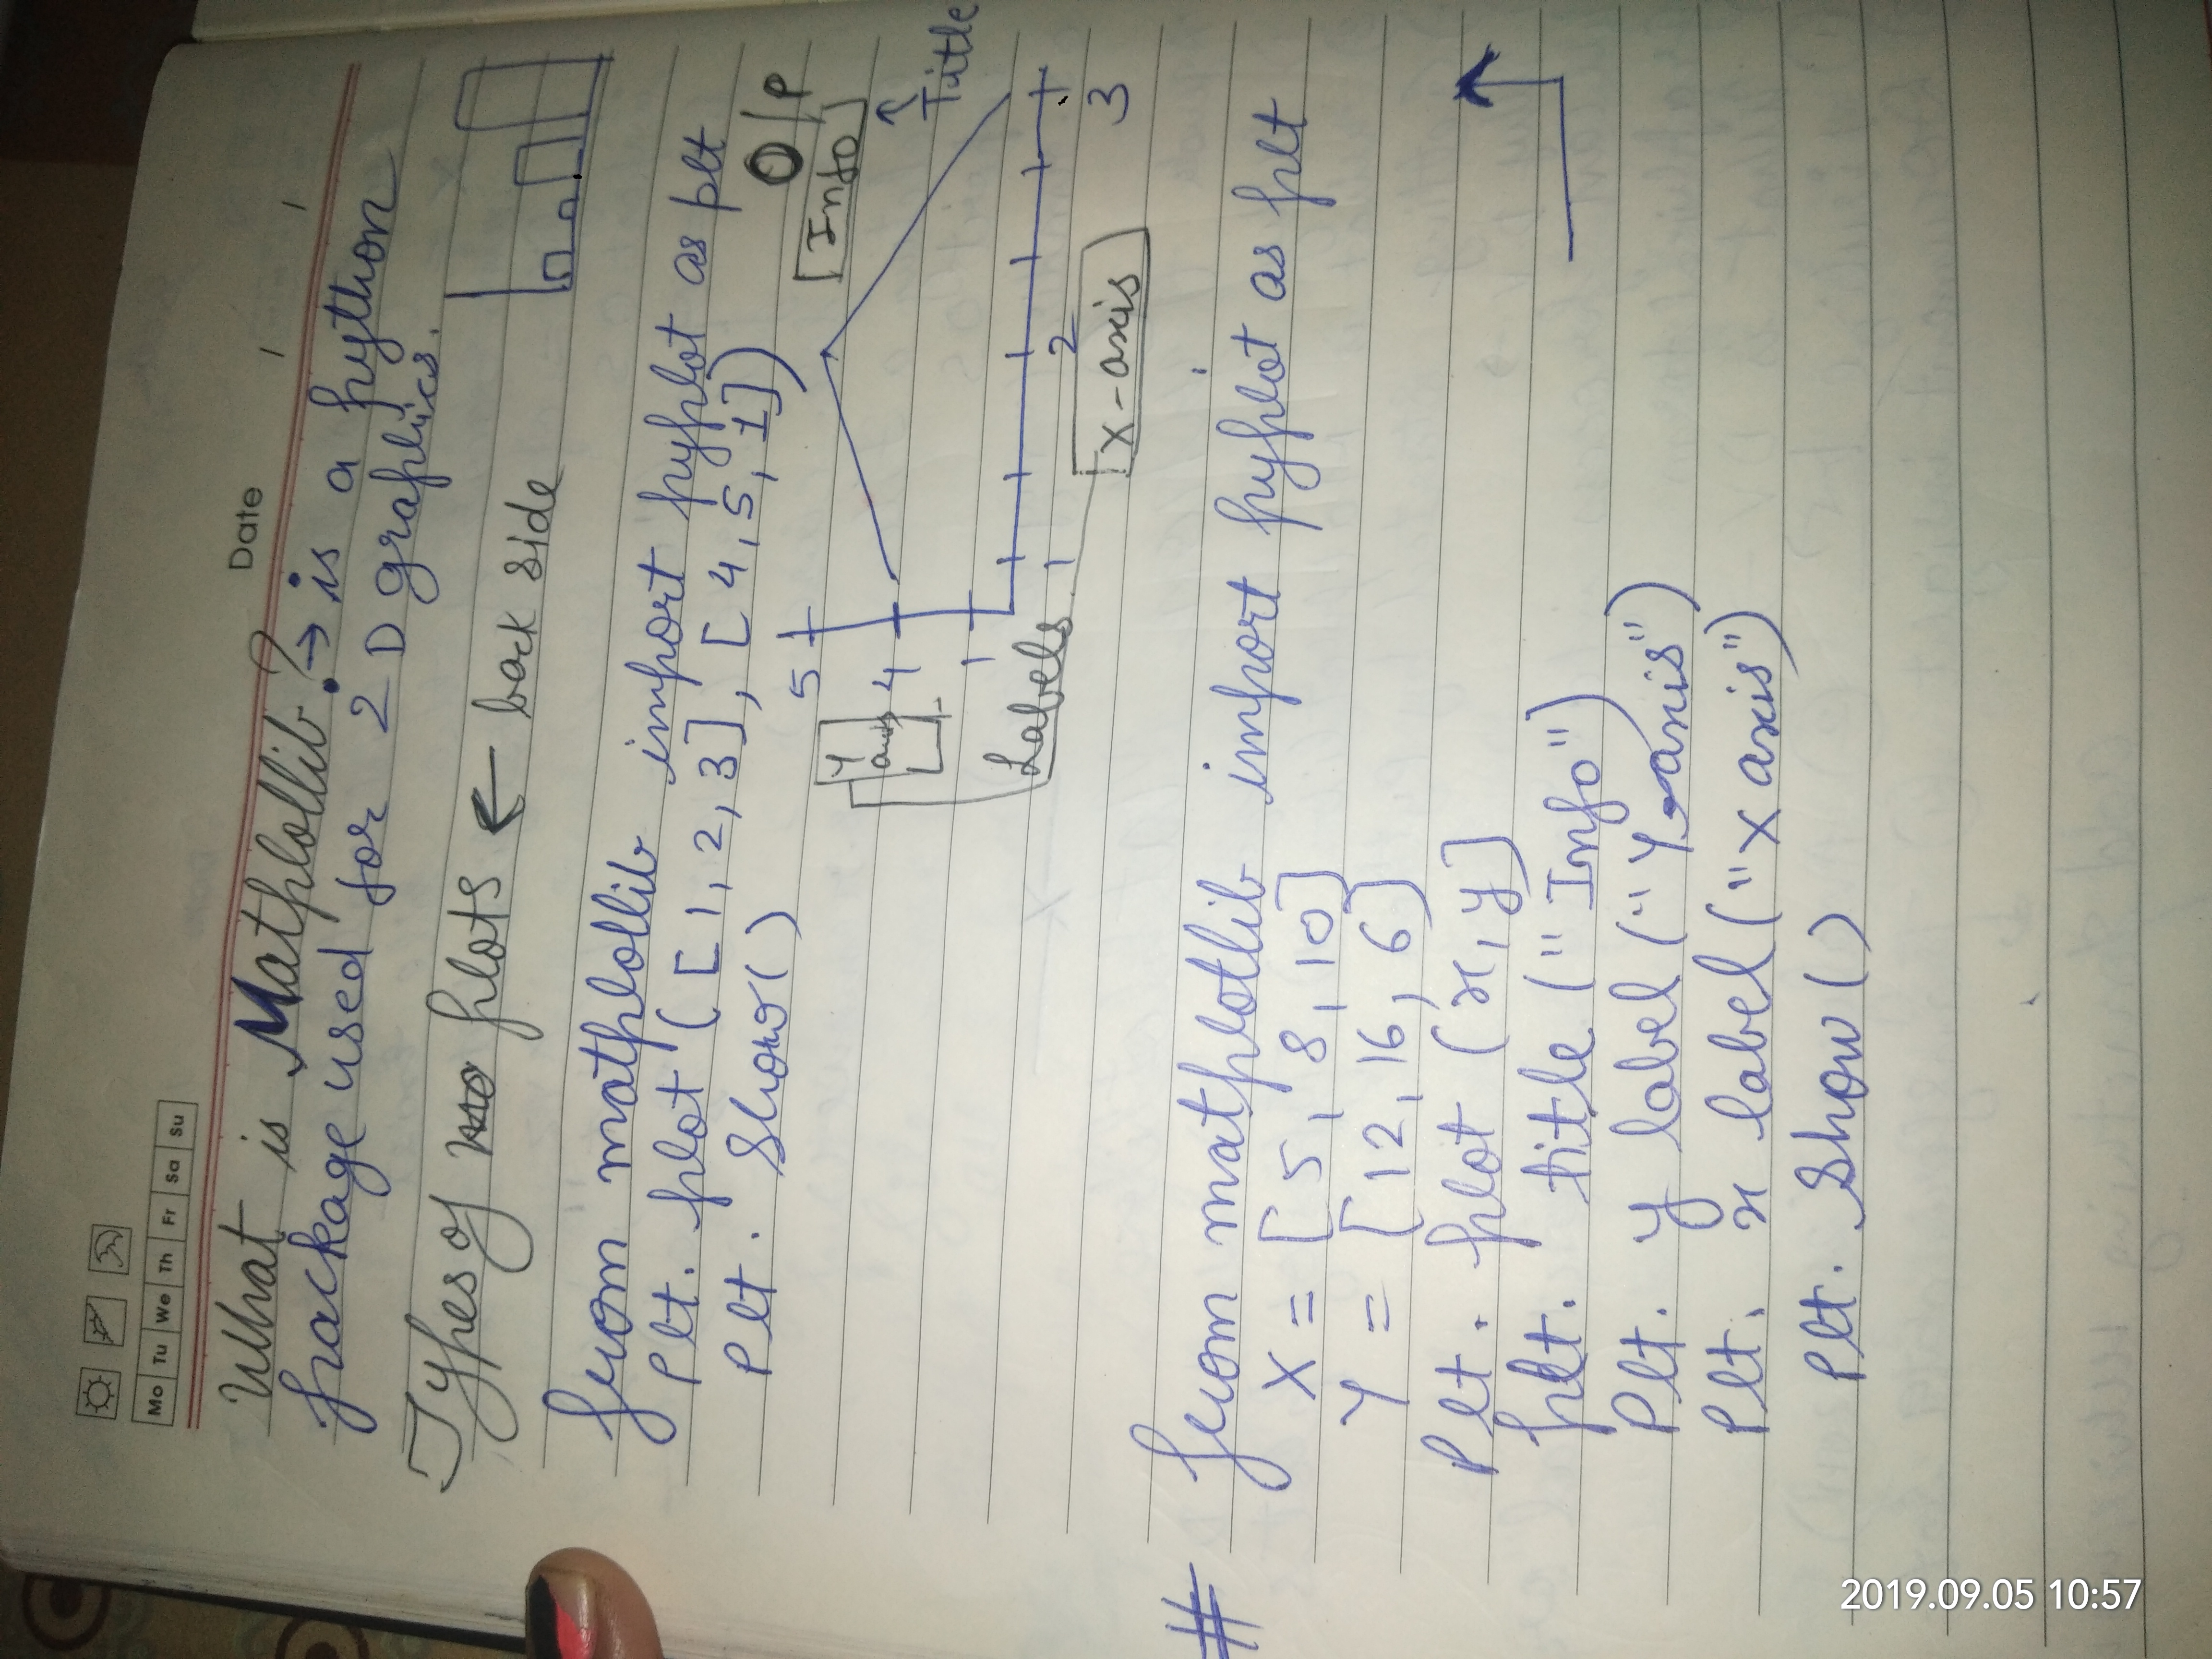 Date / /
Mo Tu We Th Fr Sa Su
What is Matplollib? → is a python
package used for 2 D graphics.
Types of plots ← back side
from matplollib import pyplot as plt
plt. plot ( [ 1, 2, 3], [ 4, 5, 1])
plt. Show ( )
O/P
[Info]
Title
5
4
1
Y axis
Labels
1 2 3
X-axis
# from matplotlib import pyplot as plt
X = [ 5, 8, 10]
Y = [ 12, 16, 6]
plt. plot ( x, y]
plt. title ( " Info")
plt. y label ( " Y-axis")
plt. x label ( " X axis")
plt. Show ( )
2019.09.05 10:57